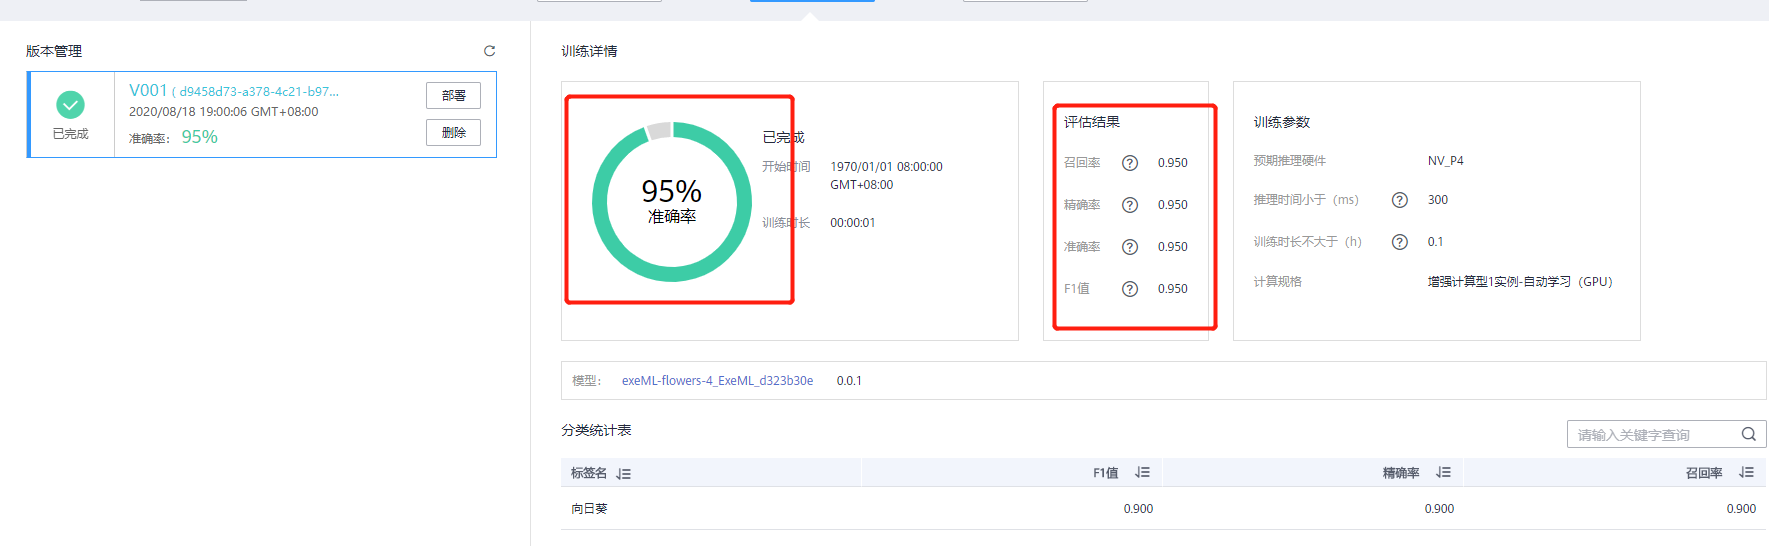 版本管理
已完成
V001 ( d9458d73-a378-4c21-b97...
2020/08/18 19:00:06 GMT+08:00
准确率： 95%
部署
删除
训练详情
95%
准确率
已完成
开始时间 1970/01/01 08:00:00
GMT+08:00
训练时长 00:00:01
评估结果
召回率 ? 0.950
精确率 ? 0.950
准确率 ? 0.950
F1值 ? 0.950
训练参数
预期推理硬件 NV_P4
推理时间小于（ms） ? 300
训练时长不大于（h） ? 0.1
计算规格 增强计算型1实例-自动学习（GPU）
模型： exeML-flowers-4_ExeML_d323b30e 0.0.1
分类统计表
请输入关键字查询
标签名 F1值 精确率 召回率
向日葵 0.900 0.900 0.900